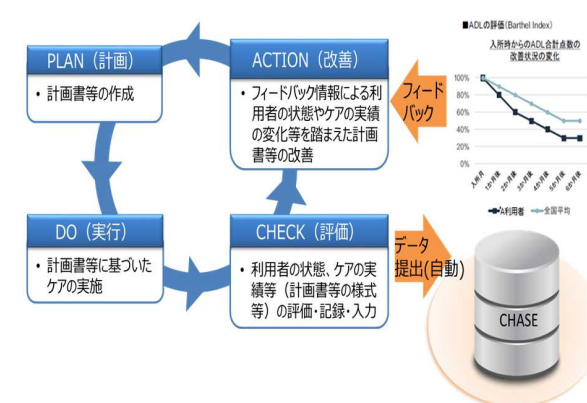 PLAN（計画）
・ 計画書等の作成
ACTION（改善）
・ フィードバック情報による利
用者の状態やケアの実績
の変化等を踏まえた計画
書等の改善
フィード
バック
■ADLの評価（Barthel Index）
入所時からのADL合計点数の
改善状況の変化
100%
80%
60%
40%
20%
0%
入所月
1か月後
2か月後
3か月後
4か月後
5か月後
6か月後
A利用者
全国平均
DO（実行）
・ 計画書等に基づいた
ケアの実施
CHECK（評価）
・ 利用者の状態、ケアの実
績等（計画書等の様式
等）の評価・記録・入力
データ
提出(自動)
CHASE